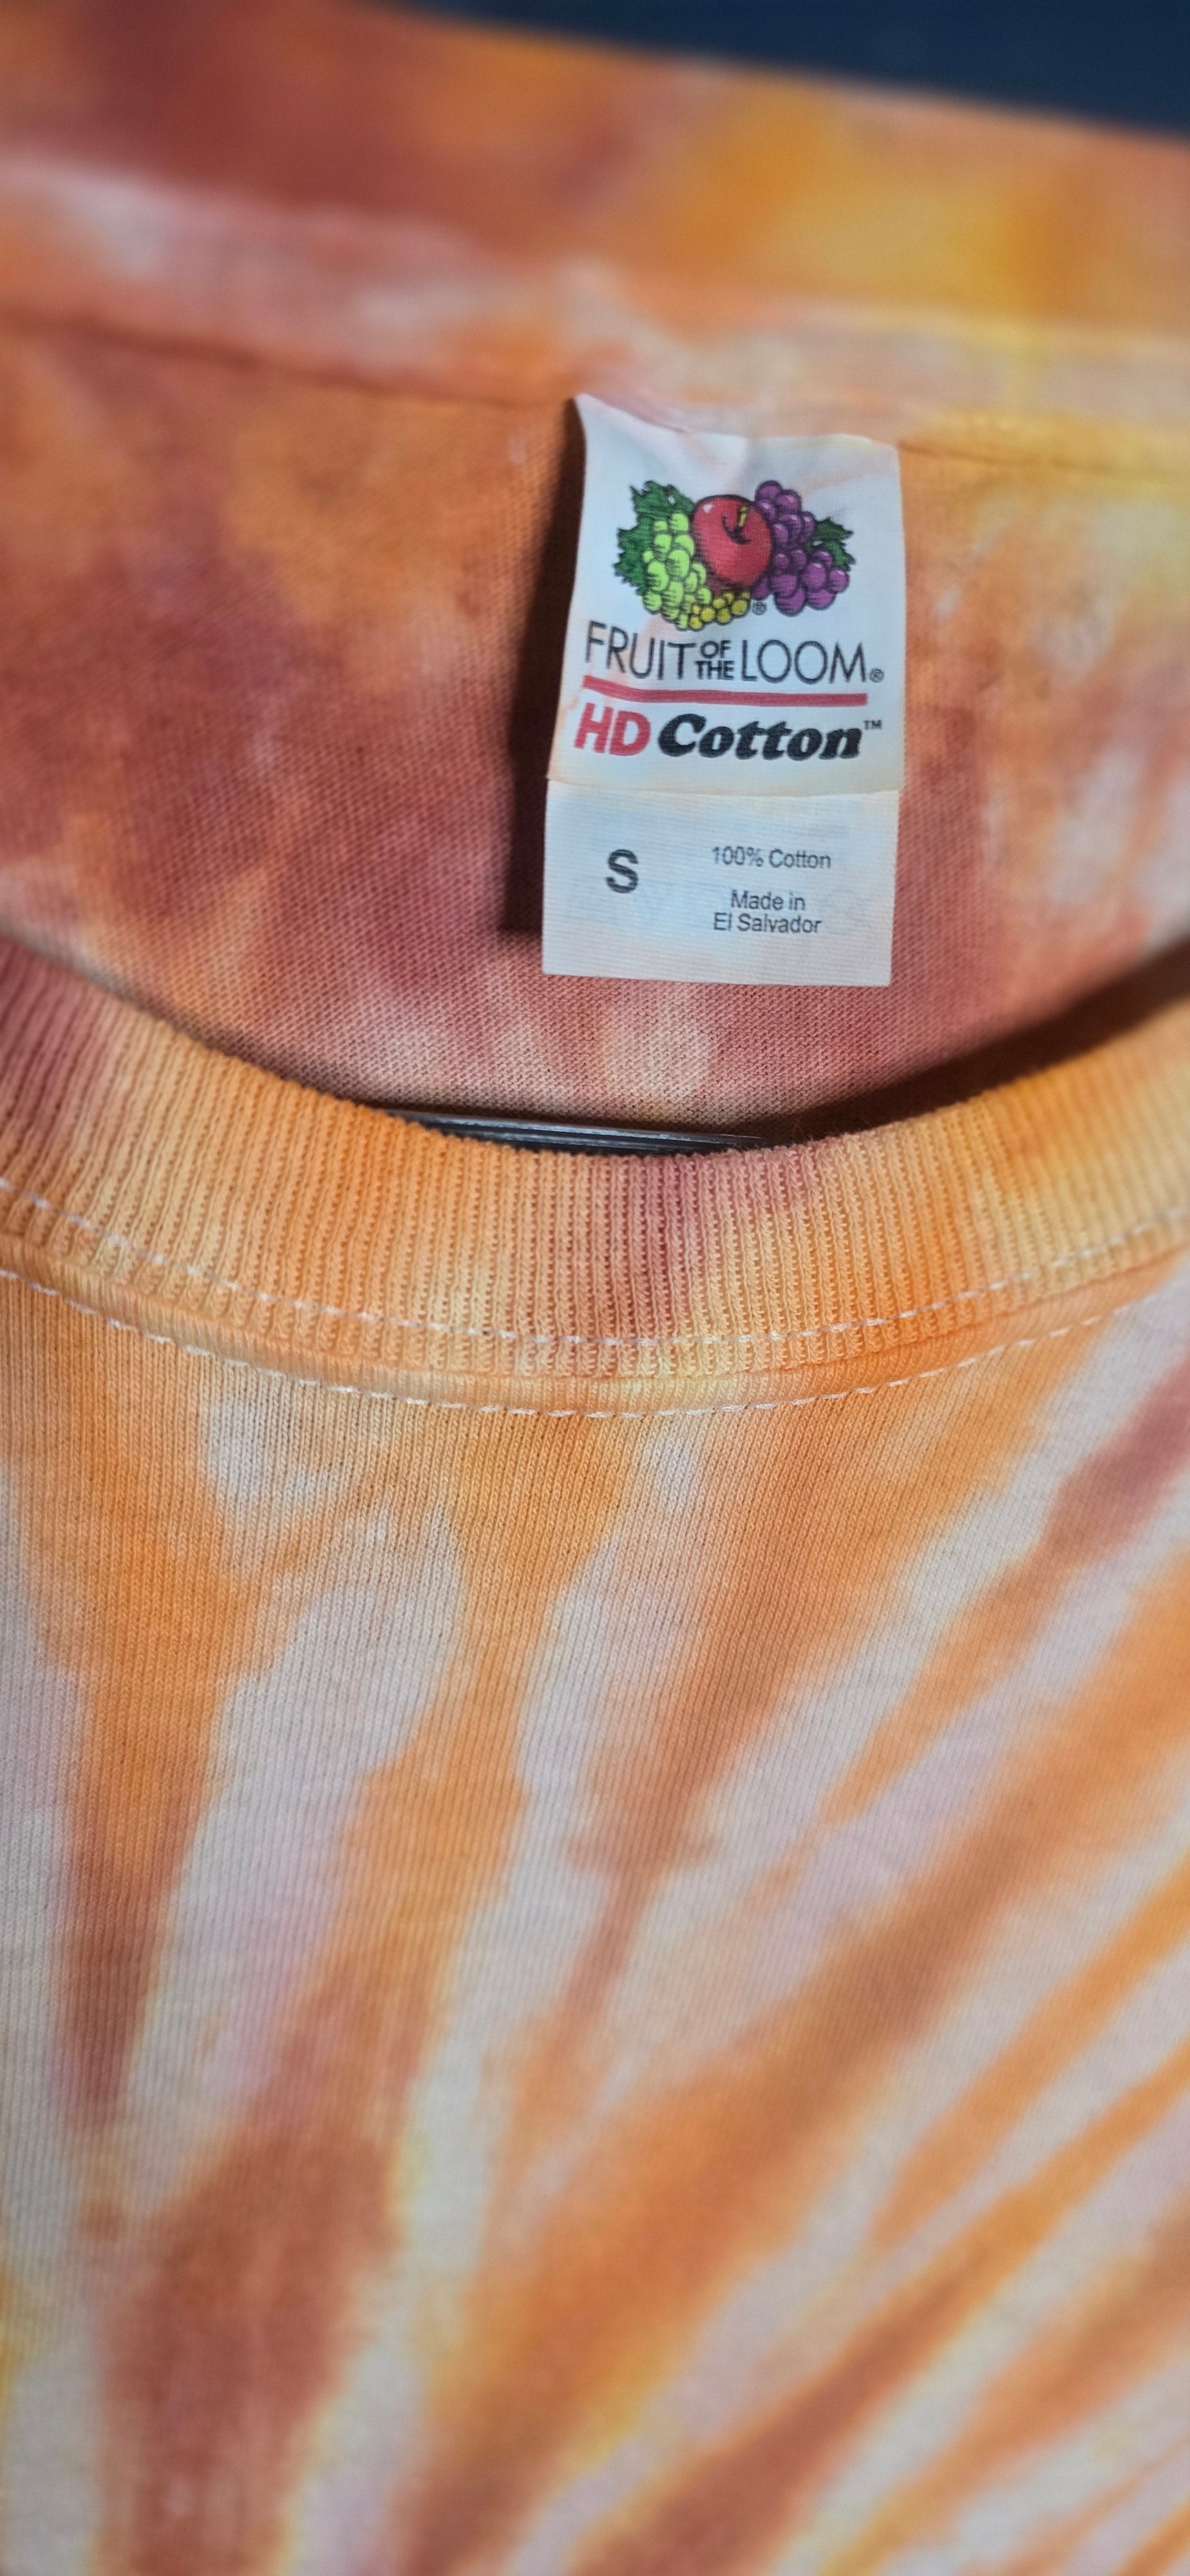 ®
FRUIT OF THE LOOM®
HD Cotton™
S
100% Cotton
Made in
El Salvador